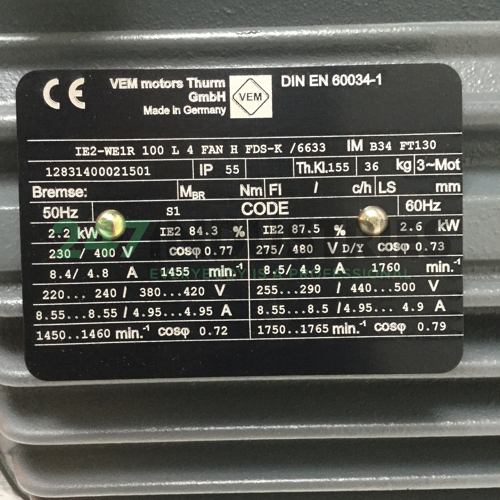 CE
VEM motors Thurm
GmbH
Made in Germany
VEM
DIN EN 60034-1
IE2-WE1R 100 L 4 FAN H FDS-K /6633 IM B34 FT130
12831400021501 IP 55 Th.Kl.155 36 kg 3~Mot
Bremse: MBR Nm Fl / c/h LS mm
50Hz S1 CODE 60Hz
2.2 kW IE2 84.3 % IE2 87.5 % 2.6 kW
230 / 400 V cosφ 0.77 275/ 480 V D/Y cosφ 0.73
8.4/ 4.8 A 1455 min.-1 8.5/ 4.9 A 1760 min.-1
220... 240 / 380...420 V 255...290 / 440...500 V
8.55...8.55 / 4.95...4.95 A 8.55...8.5 / 4.95... 4.9 A
1450..1460 min.-1 cosφ 0.72 1750..1765 min.-1 cosφ 0.79